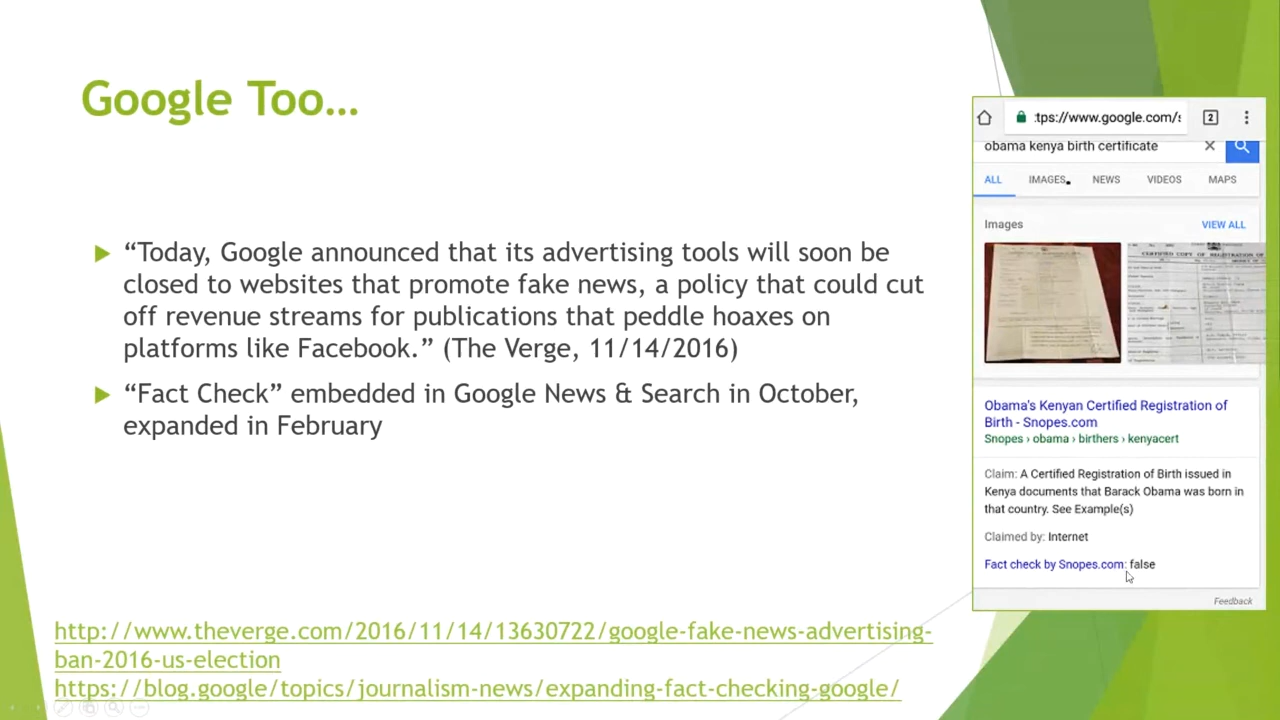 Google Too...
“Today, Google announced that its advertising tools will soon be
closed to websites that promote fake news, a policy that could cut
off revenue streams for publications that peddle hoaxes on
platforms like Facebook.” (The Verge, 11/14/2016)
“Fact Check” embedded in Google News & Search in October,
expanded in February
http://www.theverge.com/2016/11/14/13630722/google-fake-news-advertising-
ban-2016-us-election
https://blog.google/topics/journalism-news/expanding-fact-checking-google/
tps://www.google.com/s
2
obama kenya birth certificate
ALL IMAGES NEWS VIDEOS MAPS
Images VIEW ALL
CERTIFIED COPY OF REGISTRATION OF
Obama's Kenyan Certified Registration of
Birth - Snopes.com
Snopes › obama › birthers › kenyacert
Claim: A Certified Registration of Birth issued in
Kenya documents that Barack Obama was born in
that country. See Example(s)
Claimed by: Internet
Fact check by Snopes.com: false
Feedback